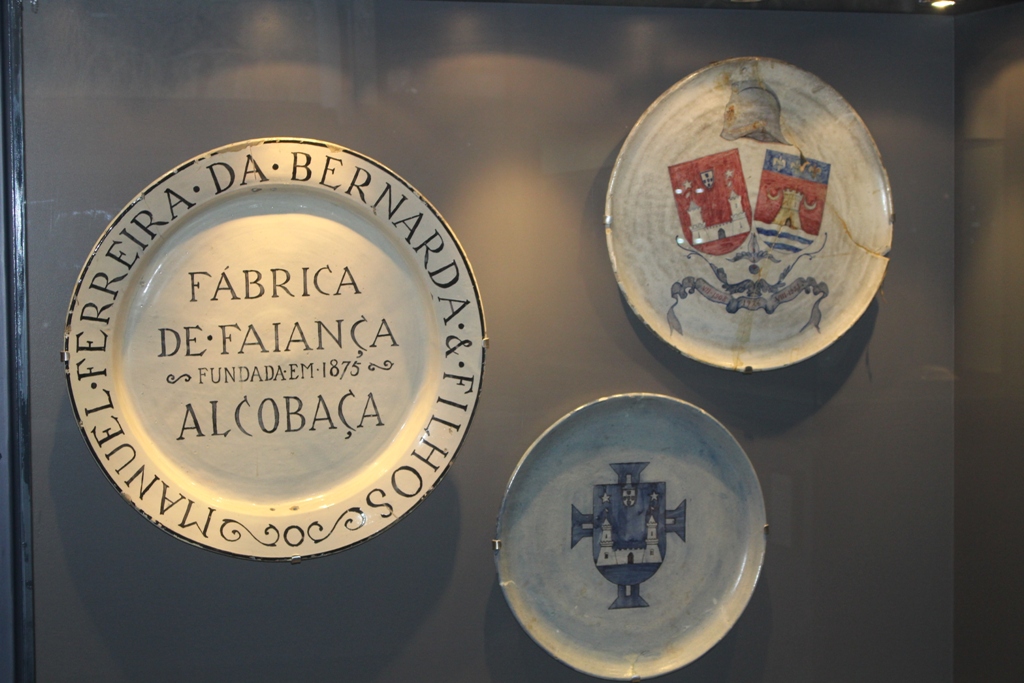 MANUEL·FERREIRA·DA·BERNARDA·&·FILHOS
FÁBRICA
DE·FAIANÇA
FUNDADA·EM·1875
ALCOBAÇA